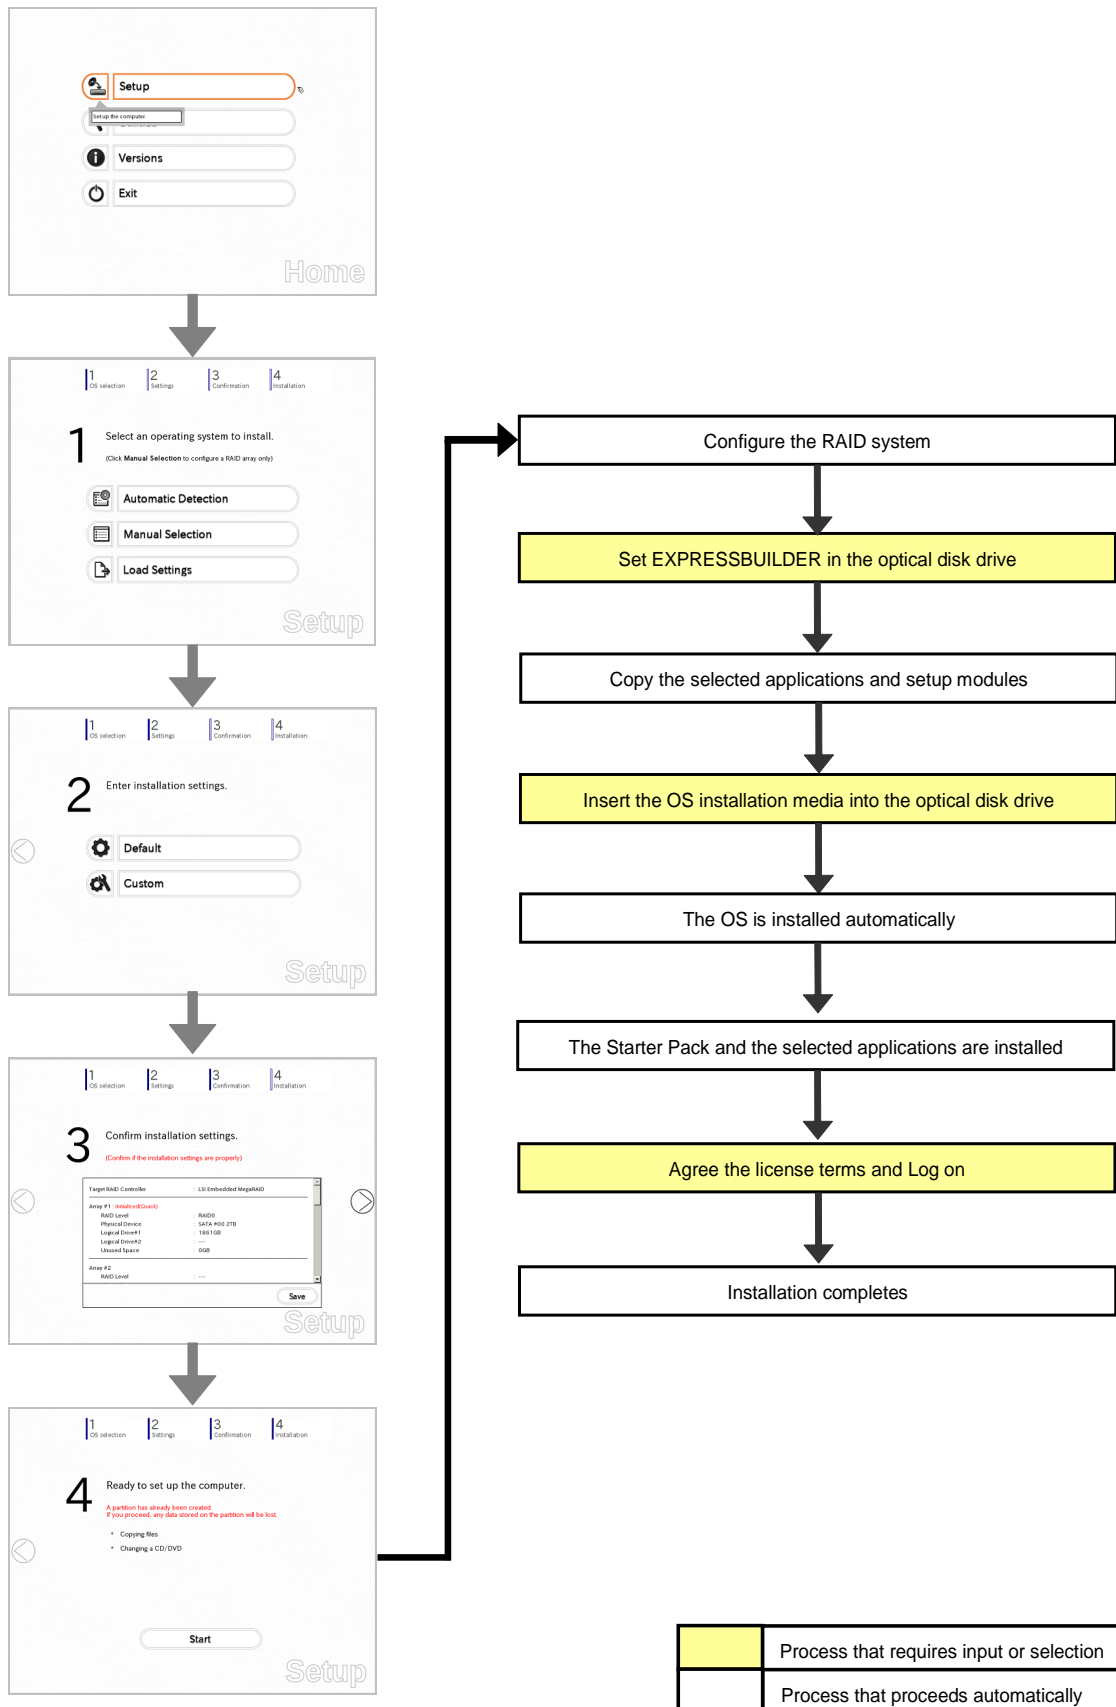 Setup
Set up the computer.
Versions
Exit
Home
1 OS selection
2 Settings
3 Confirmation
4 Installation
1
Select an operating system to install.
(Click Manual Selection to configure a RAID array only)
Automatic Detection
Manual Selection
Load Settings
Setup
1 OS selection
2 Settings
3 Confirmation
4 Installation
2
Enter installation settings.
Default
Custom
Setup
1 OS selection
2 Settings
3 Confirmation
4 Installation
3
Confirm installation settings.
(Confirm if the installation settings are properly)
Target RAID Controller : LSI Embedded MegaRAID
Array #1 : Initialized(Quick)
RAID Level : RAID0
Physical Device : SATA #00 2TB
Logical Drive#1 : 1861GB
Logical Drive#2 : ---
Unused Space : 0GB
Array #2
RAID Level : ---
Save
Setup
1 OS selection
2 Settings
3 Confirmation
4 Installation
4
Ready to set up the computer.
A partition has already been created.
If you proceed, any data stored on the partition will be lost.
* Copying files
* Changing a CD/DVD
Start
Setup
Configure the RAID system
Set EXPRESSBUILDER in the optical disk drive
Copy the selected applications and setup modules
Insert the OS installation media into the optical disk drive
The OS is installed automatically
The Starter Pack and the selected applications are installed
Agree the license terms and Log on
Installation completes
Process that requires input or selection
Process that proceeds automatically